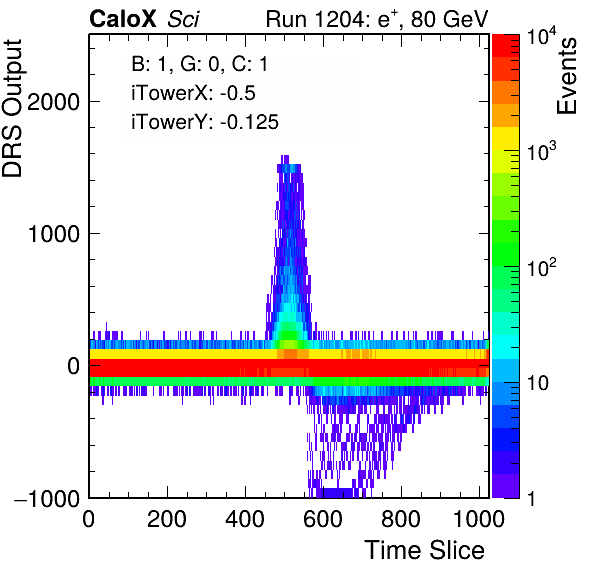 CaloX Sci Run 1204: e⁺, 80 GeV
B: 1, G: 0, C: 1
iTowerX: -0.5
iTowerY: -0.125
DRS Output
2000
1000
0
−1000
0 200 400 600 800 1000
Time Slice
Events
10⁴
10³
10²
10
1